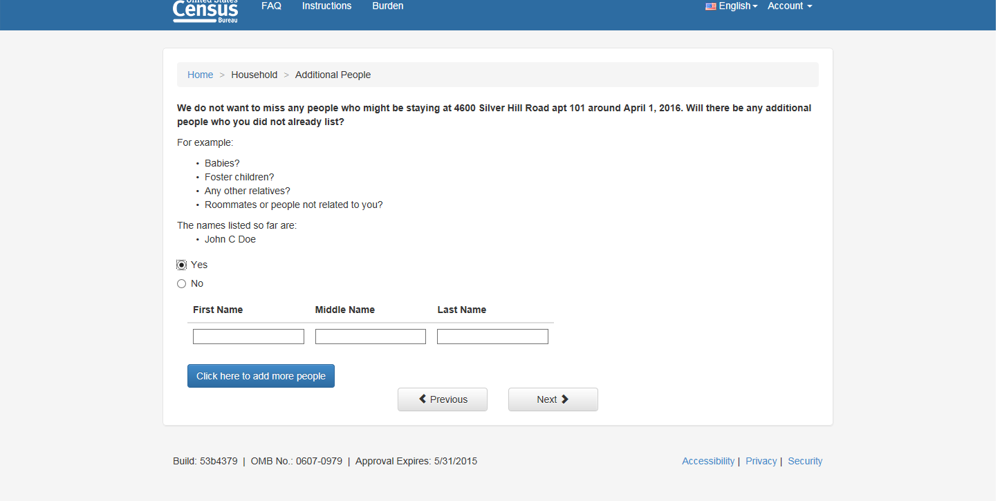 United States
Census
Bureau
FAQ Instructions Burden English Account
Home > Household > Additional People
We do not want to miss any people who might be staying at 4600 Silver Hill Road apt 101 around April 1, 2016. Will there be any additional
people who you did not already list?
For example:
• Babies?
• Foster children?
• Any other relatives?
• Roommates or people not related to you?
The names listed so far are:
• John C Doe
Yes
No
First Name Middle Name Last Name
Click here to add more people
Previous Next
Build: 53b4379 | OMB No.: 0607-0979 | Approval Expires: 5/31/2015 Accessibility | Privacy | Security